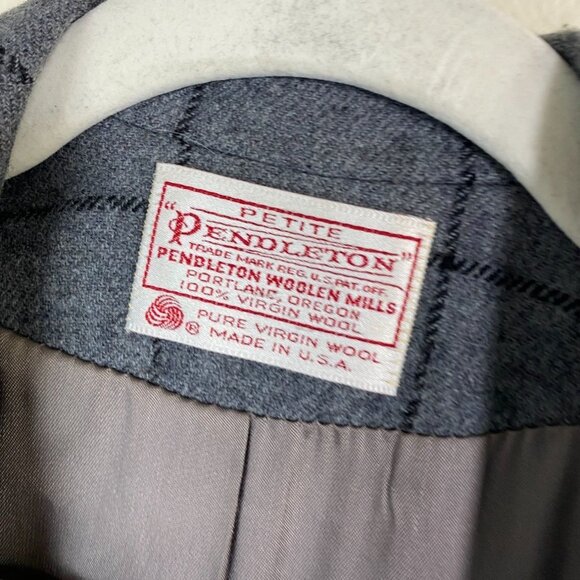 PETITE
"PENDLETON"
TRADE MARK REG. U.S. PAT. OFF.
PENDLETON WOOLEN MILLS
PORTLAND, OREGON
100% VIRGIN WOOL
PURE VIRGIN WOOL
® MADE IN U.S.A.